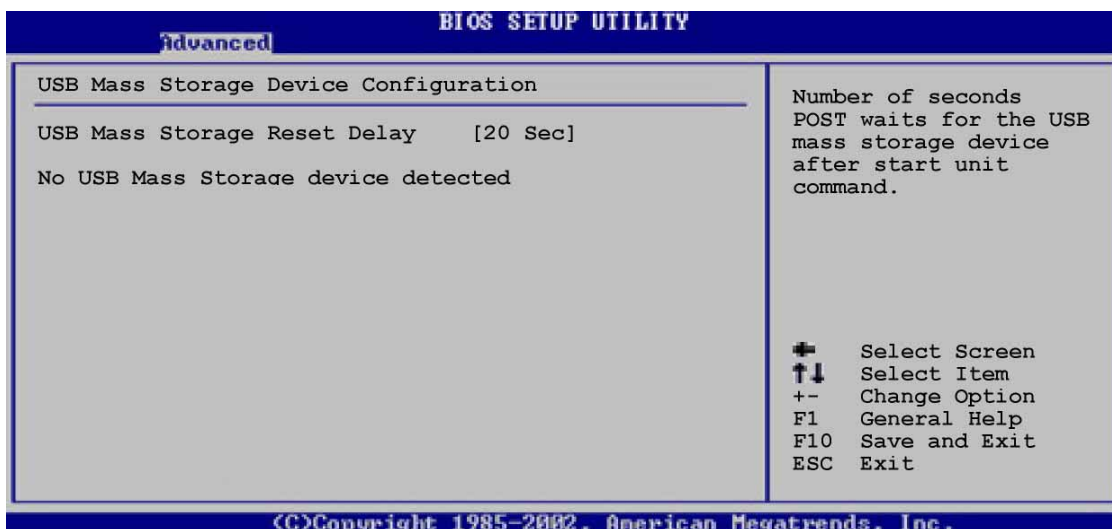 BIOS SETUP UTILITY
Advanced
USB Mass Storage Device Configuration
USB Mass Storage Reset Delay [20 Sec]
No USB Mass Storage device detected
Number of seconds
POST waits for the USB
mass storage device
after start unit
command.
Select Screen
↑↓ Select Item
+- Change Option
F1 General Help
F10 Save and Exit
ESC Exit
(C)Copyright 1985-2002, American Megatrends, Inc.